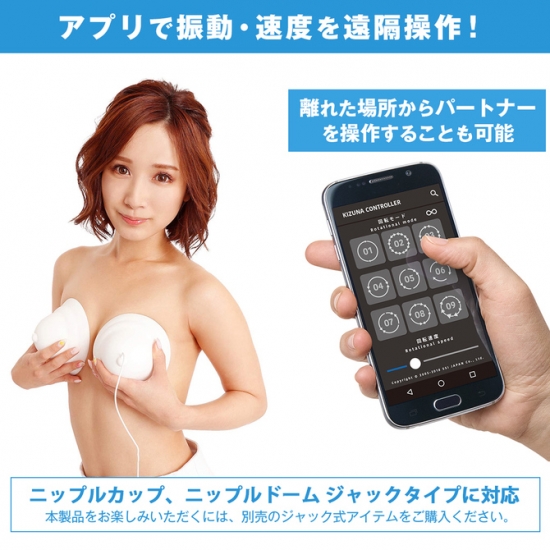 アプリで振動・速度を遠隔操作！
離れた場所からパートナー
を操作することも可能
KIZUNA CONTROLLER
回転モード
Rotational mode
01 02 03
04 05 06
07 08 09
回転速度
Rotational speed
ニップルカップ、ニップルドーム ジャックタイプに対応
本製品をお楽しみいただくには、別売のジャック式アイテムをご購入ください。